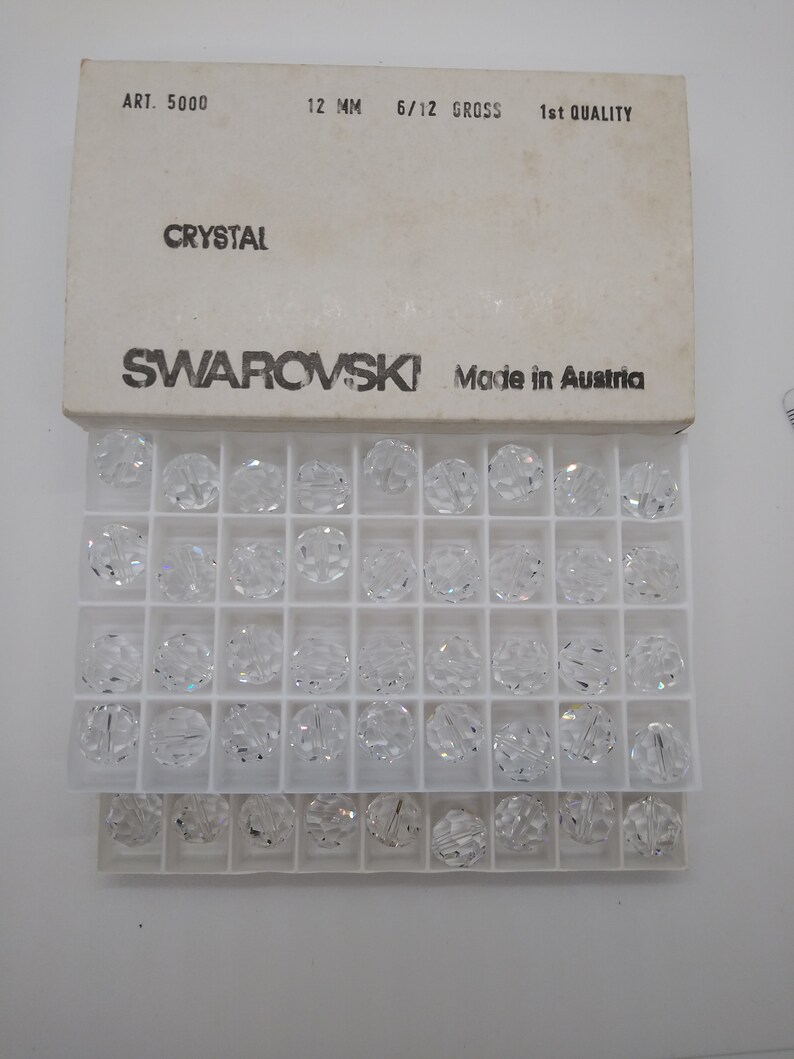 ART. 5000 12 MM 6/12 GROSS 1st QUALITY
CRYSTAL
SWAROVSKI Made in Austria